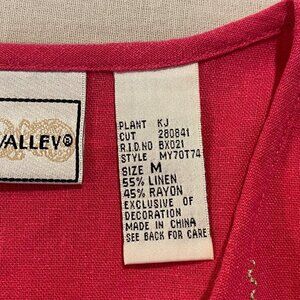 VALLEY®
PLANT KJ
CUT 280841
R.I.D.NO BXD21
STYLE MY70T74
SIZE M
55% LINEN
45% RAYON
EXCLUSIVE OF
DECORATION
MADE IN CHINA
SEE BACK FOR CARE